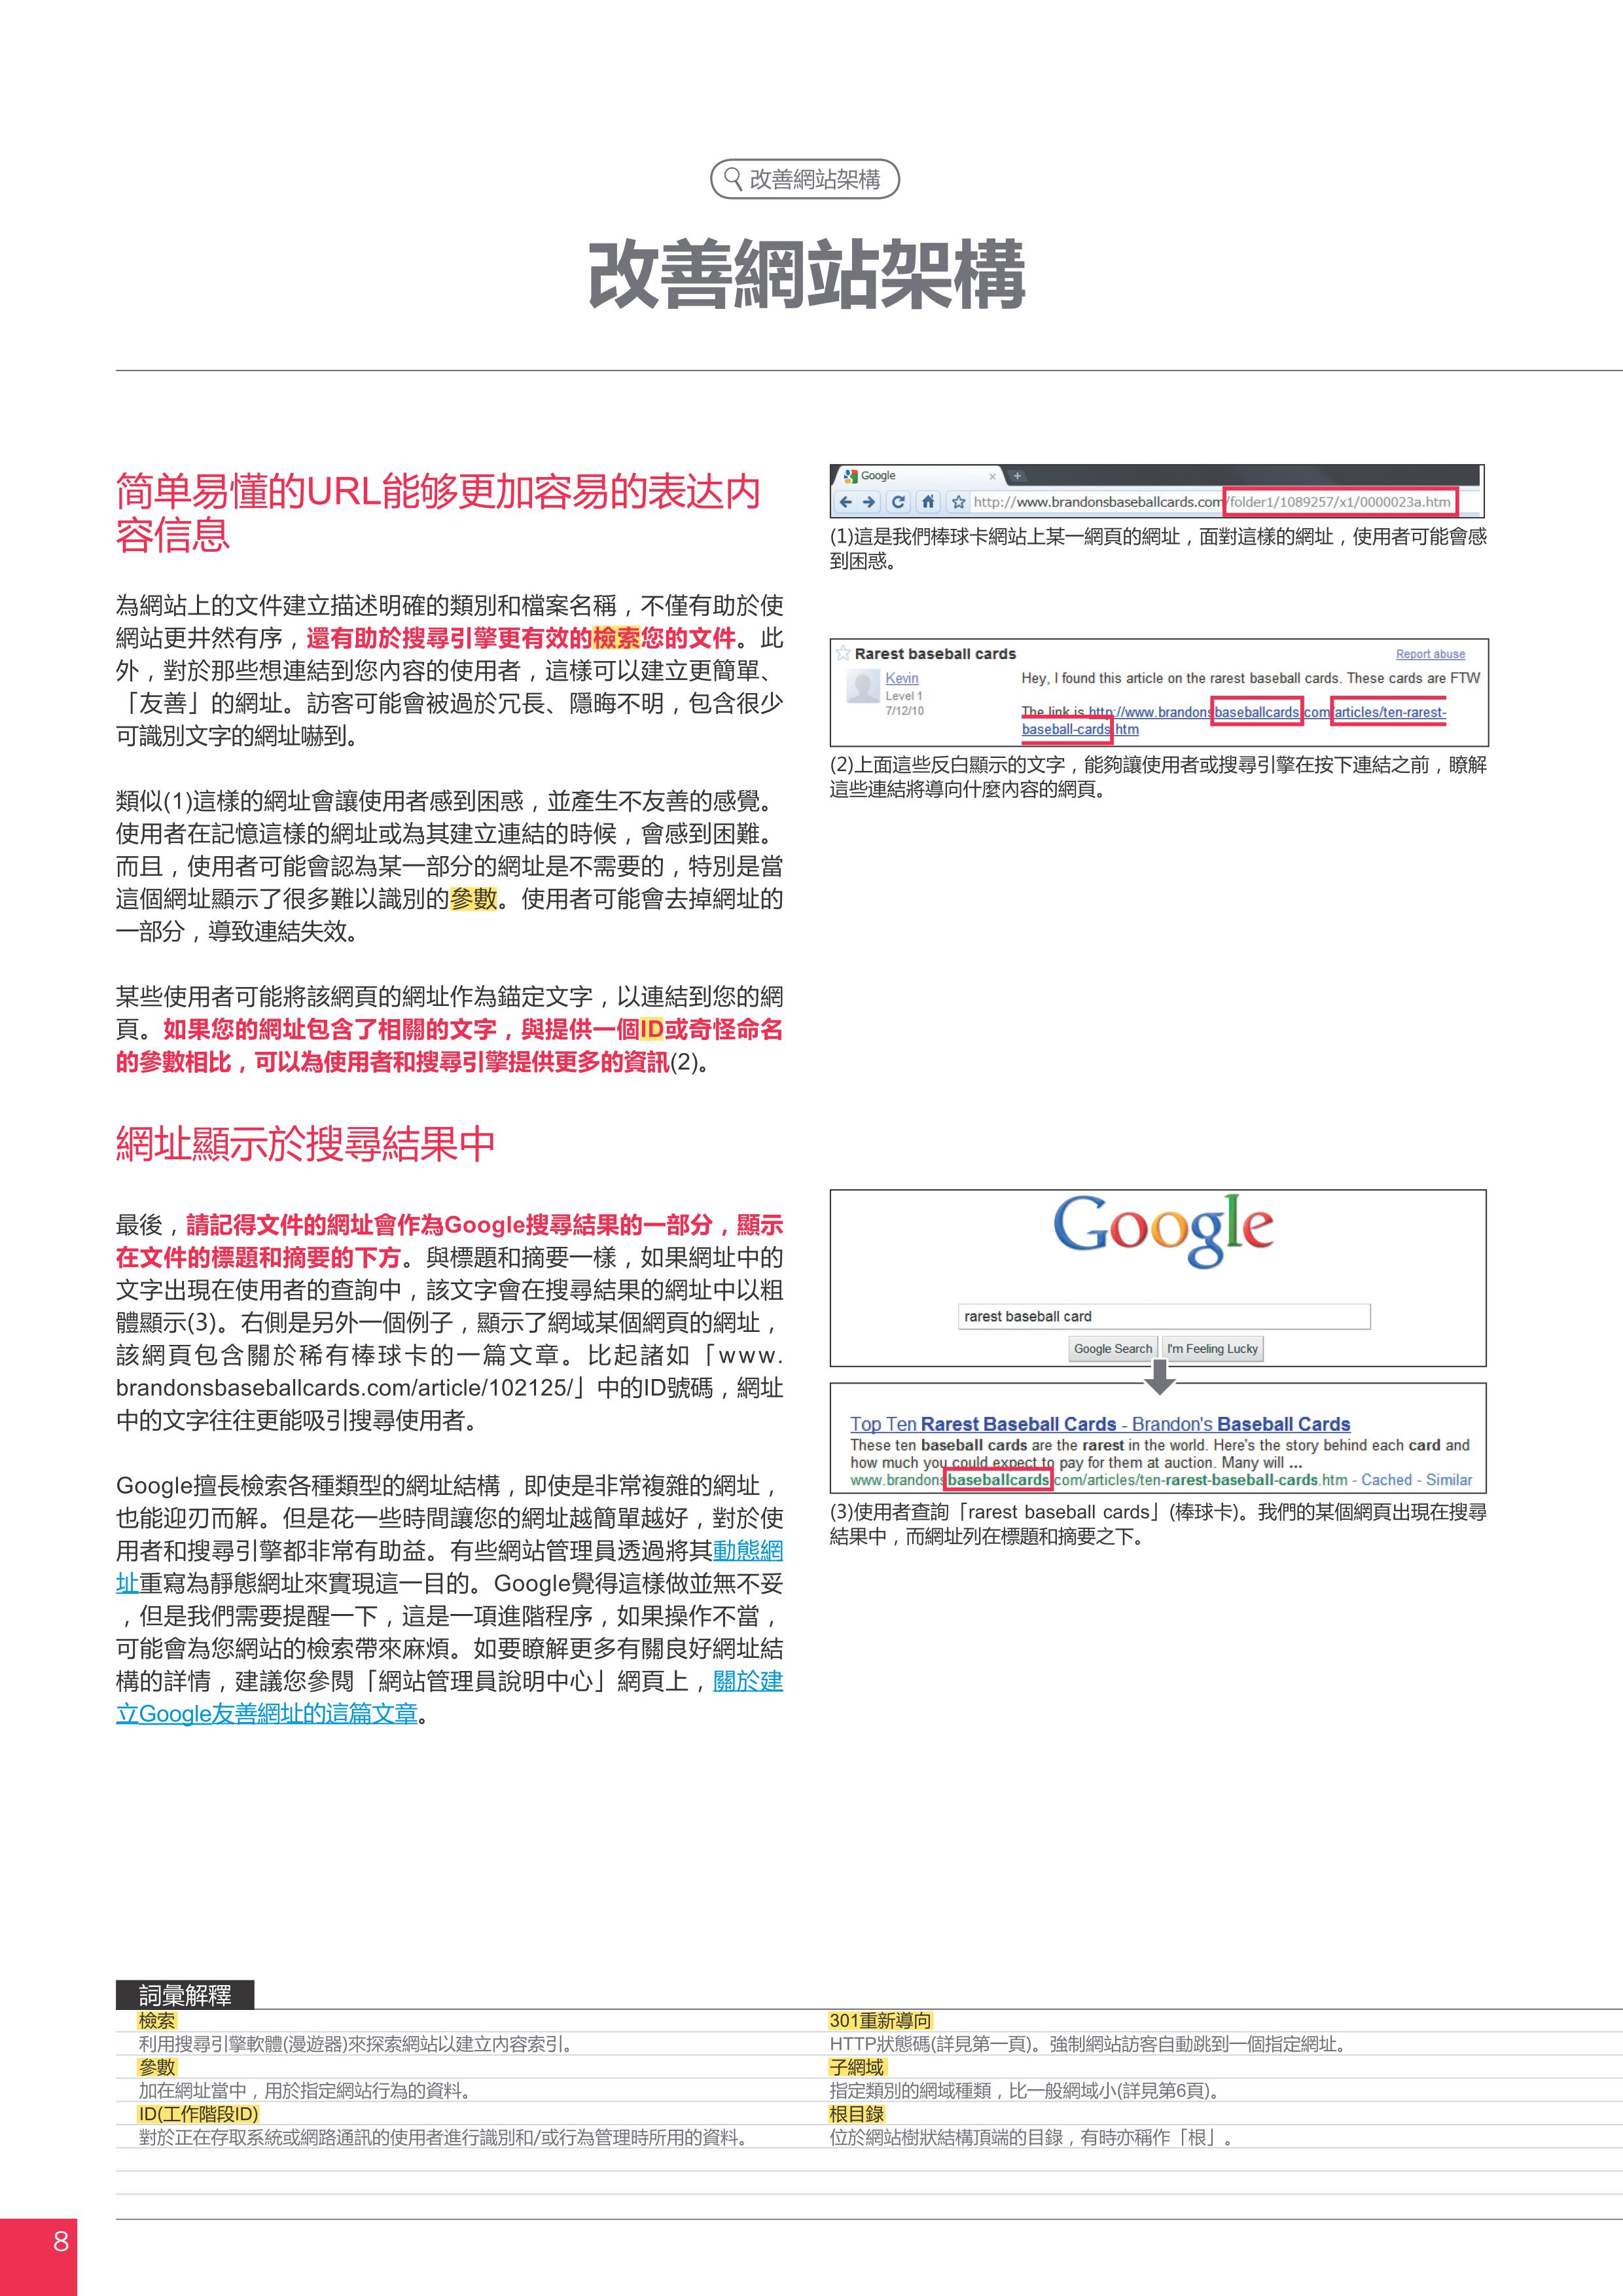 改善網站架構
改善網站架構
简单易懂的URL能够更加容易的表达内
容信息
為網站上的文件建立描述明確的類別和檔案名稱，不僅有助於使
網站更井然有序，還有助於搜尋引擎更有效的檢索您的文件。此
外，對於那些想連結到您內容的使用者，這樣可以建立更簡單、
「友善」的網址。訪客可能會被過於冗長、隱晦不明，包含很少
可識別文字的網址嚇到。
類似(1)這樣的網址會讓使用者感到困惑，並產生不友善的感覺。
使用者在記憶這樣的網址或為其建立連結的時候，會感到困難。
而且，使用者可能會認為某一部分的網址是不需要的，特別是當
這個網址顯示了很多難以識別的參數。使用者可能會去掉網址的
一部分，導致連結失效。
某些使用者可能將該網頁的網址作為錨定文字，以連結到您的網
頁。如果您的網址包含了相關的文字，與提供一個ID或奇怪命名
的參數相比，可以為使用者和搜尋引擎提供更多的資訊(2)。
Google
http://www.brandonsbaseballcards.com/folder1/1089257/x1/0000023a.htm
(1)這是我們棒球卡網站上某一網頁的網址，面對這樣的網址，使用者可能會感
到困惑。
Rarest baseball cards
Report abuse
Kevin
Level 1
7/12/10
Hey, I found this article on the rarest baseball cards. These cards are FTW
The link is http://www.brandonsbaseballcards.com/articles/ten-rarest-
baseball-cards.htm
(2)上面這些反白顯示的文字，能夠讓使用者或搜尋引擎在按下連結之前，瞭解
這些連結將導向什麼內容的網頁。
網址顯示於搜尋結果中
最後，請記得文件的網址會作為Google搜尋結果的一部分，顯示
在文件的標題和摘要的下方。與標題和摘要一樣，如果網址中的
文字出現在使用者的查詢中，該文字會在搜尋結果的網址中以粗
體顯示(3)。右側是另外一個例子，顯示了網域某個網頁的網址，
該網頁包含關於稀有棒球卡的一篇文章。比起諸如「www.
brandonsbaseballcards.com/article/102125/」中的ID號碼，網址
中的文字往往更能吸引搜尋使用者。
Google擅長檢索各種類型的網址結構，即使是非常複雜的網址，
也能迎刃而解。但是花一些時間讓您的網址越簡單越好，對於使
用者和搜尋引擎都非常有助益。有些網站管理員透過將其動態網
址重寫為靜態網址來實現這一目的。Google覺得這樣做並無不妥
，但是我們需要提醒一下，這是一項進階程序，如果操作不當，
可能會為您網站的檢索帶來麻煩。如要瞭解更多有關良好網址結
構的詳情，建議您參閱「網站管理員說明中心」網頁上，關於建
立Google友善網址的這篇文章。
Google
rarest baseball card
Google Search
I'm Feeling Lucky
Top Ten Rarest Baseball Cards - Brandon's Baseball Cards
These ten baseball cards are the rarest in the world. Here's the story behind each card and
how much you could expect to pay for them at auction. Many will ...
www.brandonsbaseballcards.com/articles/ten-rarest-baseball-cards.htm - Cached - Similar
(3)使用者查詢「rarest baseball cards」(棒球卡)。我們的某個網頁出現在搜尋
結果中，而網址列在標題和摘要之下。
詞彙解釋
檢索
利用搜尋引擎軟體(漫遊器)來探索網站以建立內容索引。
參數
加在網址當中，用於指定網站行為的資料。
ID(工作階段ID)
對於正在存取系統或網路通訊的使用者進行識別和/或行為管理時所用的資料。
301重新導向
HTTP狀態碼(詳見第一頁)。強制網站訪客自動跳到一個指定網址。
子網域
指定類別的網域種類，比一般網域小(詳見第6頁)。
根目錄
位於網站樹狀結構頂端的目錄，有時亦稱作「根」。
8